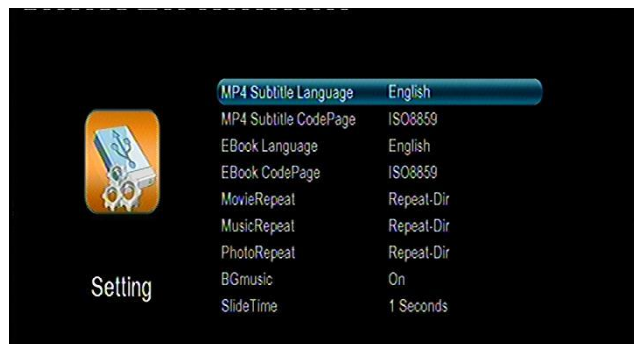 MP4 Subtitle Language English
MP4 Subtitle CodePage ISO8859
EBook Language English
EBook CodePage ISO8859
MovieRepeat Repeat-Dir
MusicRepeat Repeat-Dir
PhotoRepeat Repeat-Dir
BGmusic On
SlideTime 1 Seconds
Setting